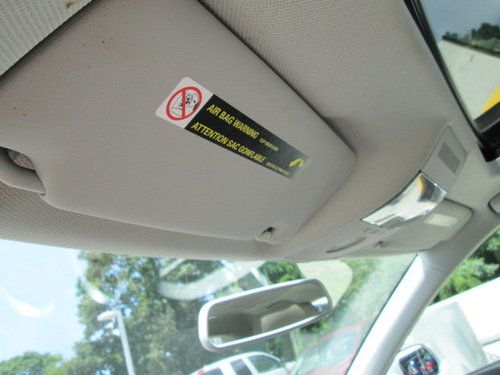 AIR BAG WARNING
ATTENTION SAC GONFLABLE